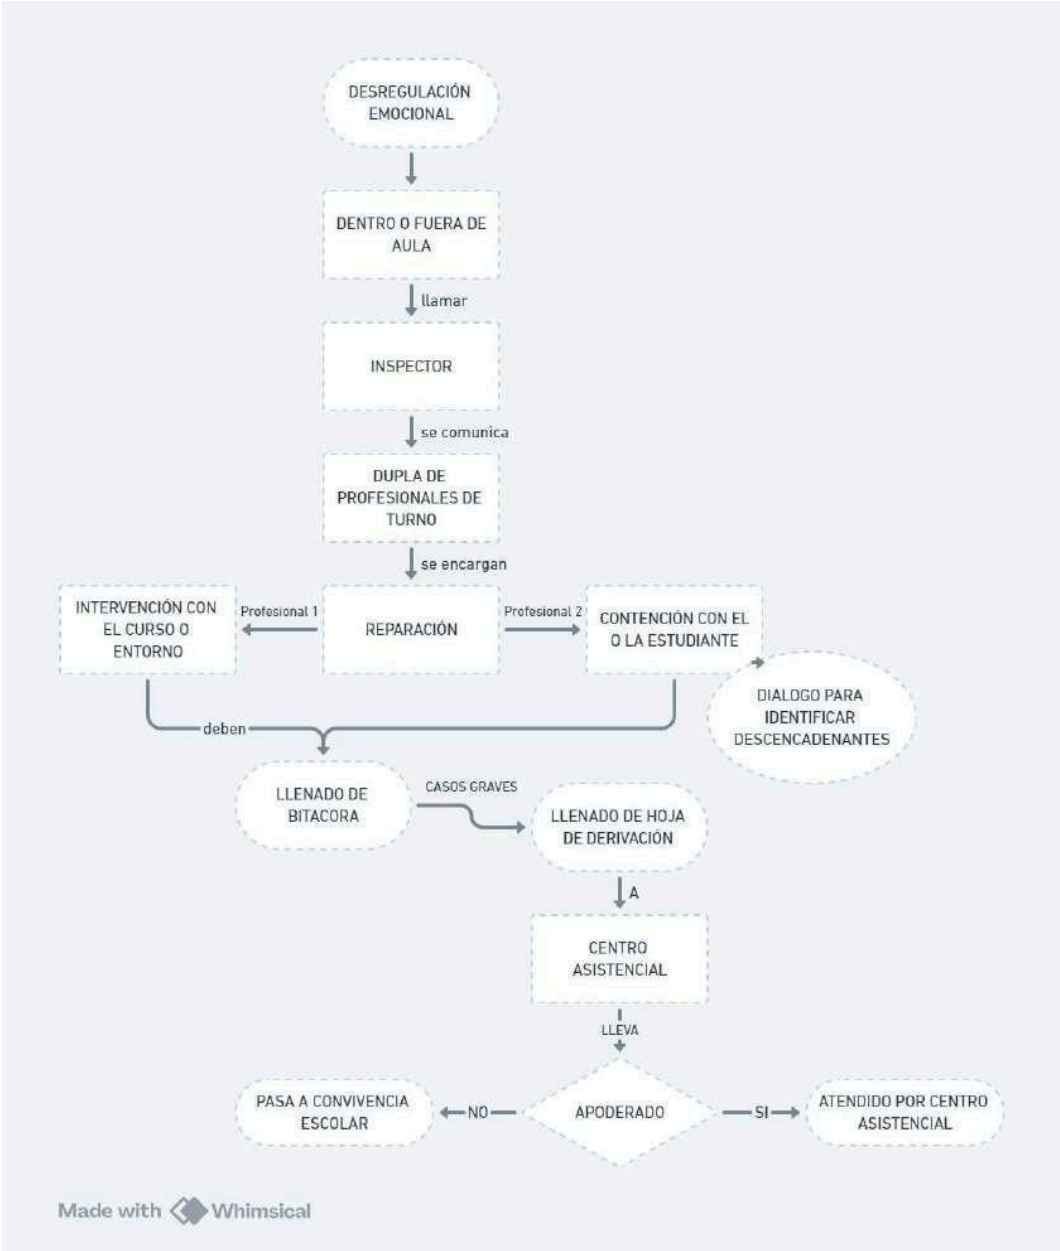 DESREGULACIÓN
EMOCIONAL
DENTRO O FUERA DE
AULA
llamar
INSPECTOR
se comunica
DUPLA DE
PROFESIONALES DE
TURNO
se encargan
INTERVENCIÓN CON
EL CURSO O
ENTORNO
Profesional 1
REPARACIÓN
Profesional 2
CONTENCIÓN CON EL
O LA ESTUDIANTE
DIALOGO PARA
IDENTIFICAR
DESCENCADENANTES
deben
LLENADO DE
BITACORA
CASOS GRAVES
LLENADO DE HOJA
DE DERIVACIÓN
A
CENTRO
ASISTENCIAL
LLEVA
PASA A CONVIVENCIA
ESCOLAR
NO
APODERADO
SI
ATENDIDO POR CENTRO
ASISTENCIAL
Made with Whimsical